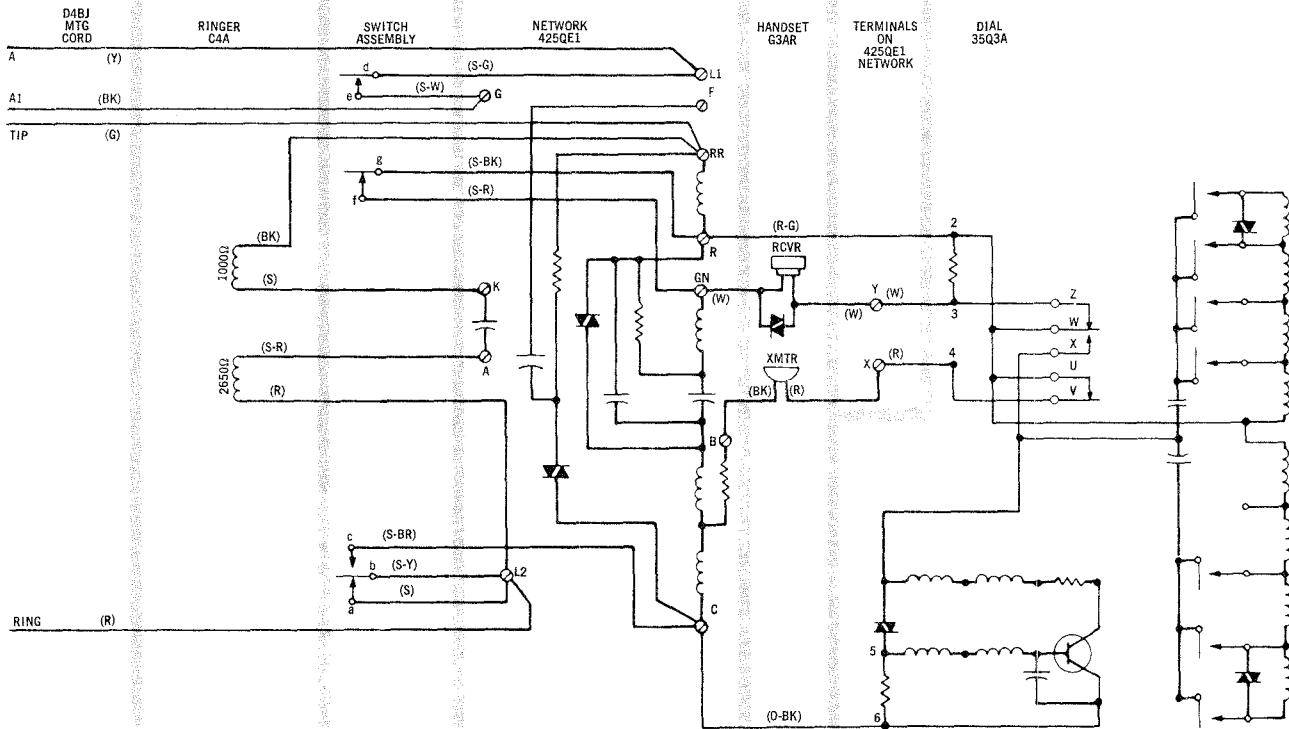 D4BJ
MTG
CORD
RINGER
C4A
SWITCH
ASSEMBLY
NETWORK
425QE1
HANDSET
G3AR
TERMINALS
ON
425QE1
NETWORK
DIAL
35Q3A
A (Y)
d (S-G) L1
e (S-W) G F
A1 (BK)
TIP (G)
RR
g (S-BK)
f (S-R)
(R-G) 2
R RCVR
(BK)
1000Ω
(S) K
GN (W) Y (W) Z
(W) 3
W
X
(S-R) A
XMTR X (R) 4 U
2650Ω
(R) (BK) (R) V
B
c (S-BR)
b (S-Y) L2
(S)
a
C
RING (R)
5
(O-BK) 6